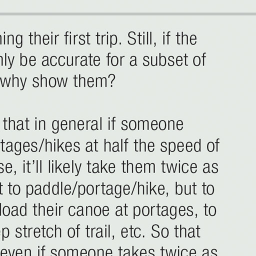 ning their first trip. Still, if the
nly be accurate for a subset of
why show them?
that in general if someone
tages/hikes at half the speed of
se, it'll likely take them twice as
t to paddle/portage/hike, but to
load their canoe at portages, to
p stretch of trail, etc. So that
even if someone takes twice as